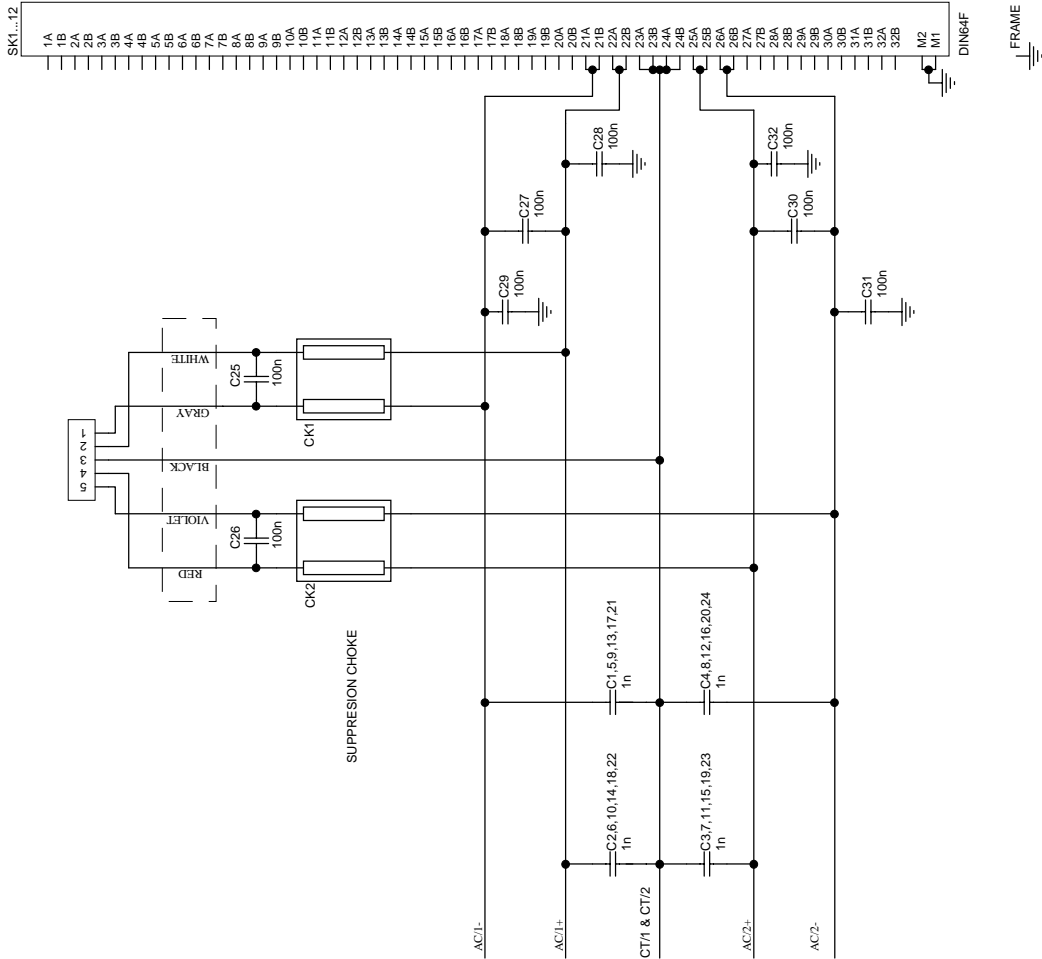 SK1...12
1A
1B
2A
2B
3A
3B
4A
4B
5A
5B
6A
6B
7A
7B
8A
8B
9A
9B
10A
10B
11A
11B
12A
12B
13A
13B
14A
14B
15A
15B
16A
16B
17A
17B
18A
18B
19A
19B
20A
20B
21A
21B
22A
22B
23A
23B
24A
24B
25A
25B
26A
26B
27A
27B
28A
28B
29A
29B
30A
30B
31A
31B
32A
32B
M2
M1
DIN64F
FRAME
C28
100n
C32
100n
C27
100n
C30
100n
C29
100n
C31
100n
1
2
3
4
5
WHITE
GRAY
BLACK
VIOLET
RED
C25
100n
C26
100n
CK1
CK2
SUPPRESION CHOKE
C1,5,9,13,17,21
1n
C4,8,12,16,20,24
1n
C2,6,10,14,18,22
1n
C3,7,11,15,19,23
1n
AC/1-
AC/1+
CT/1 & CT/2
AC/2+
AC/2-